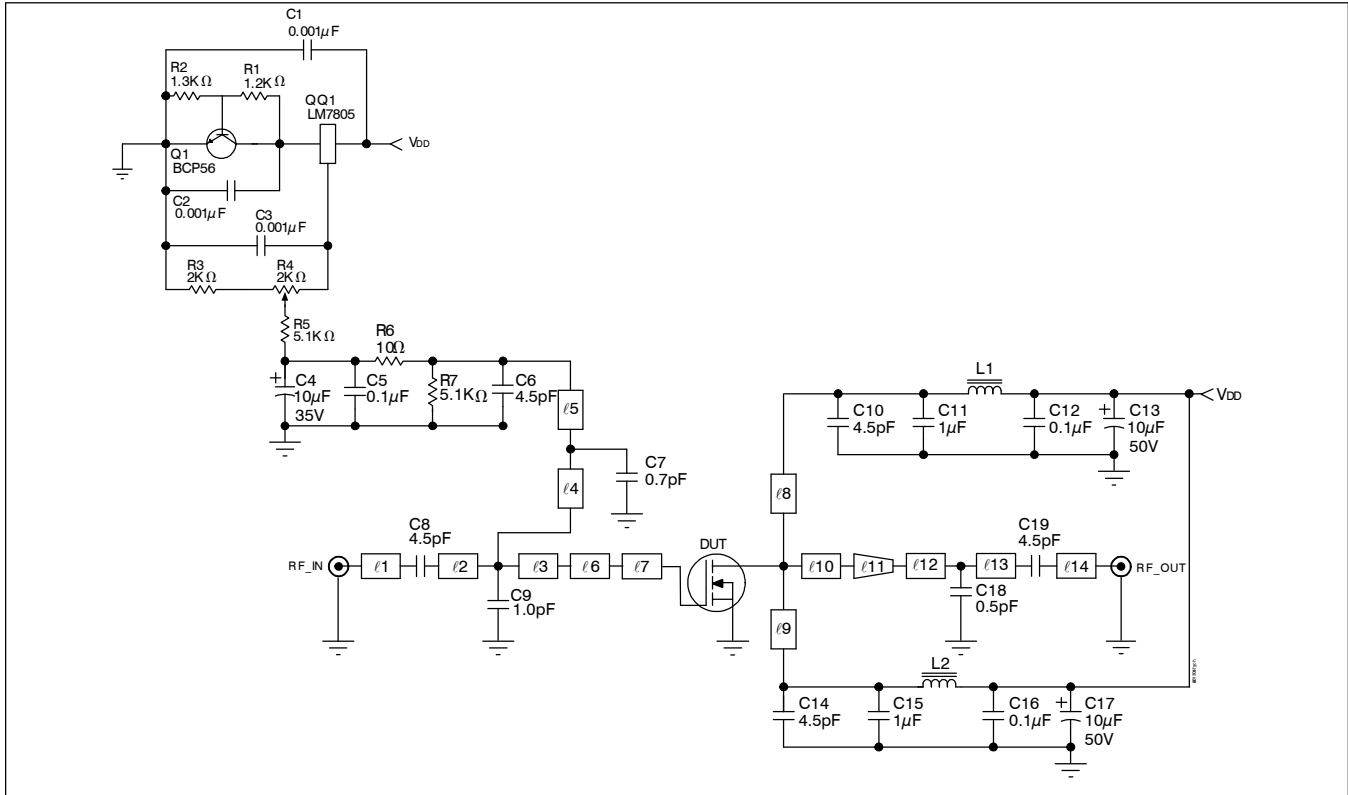 C1
0.001µF
R2
1.3KΩ
R1
1.2KΩ
QQ1
LM7805
VDD
Q1
BCP56
C2
0.001µF
C3
0.001µF
R3
2KΩ
R4
2KΩ
R5
5.1KΩ
R6
10Ω
C4
10µF
35V
C5
0.1µF
R7
5.1KΩ
C6
4.5pF
ℓ5
C7
0.7pF
ℓ4
L1
VDD
C10
4.5pF
C11
1µF
C12
0.1µF
C13
10µF
50V
ℓ8
C8
4.5pF
DUT
C19
4.5pF
RF_IN
ℓ1
ℓ2
ℓ3
ℓ6
ℓ7
ℓ10
ℓ11
ℓ12
ℓ13
ℓ14
RF_OUT
C9
1.0pF
C18
0.5pF
ℓ9
L2
C14
4.5pF
C15
1µF
C16
0.1µF
C17
10µF
50V